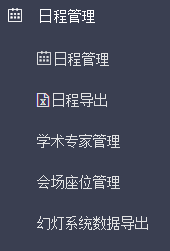 日程管理
日程管理
日程导出
学术专家管理
会场座位管理
幻灯系统数据导出